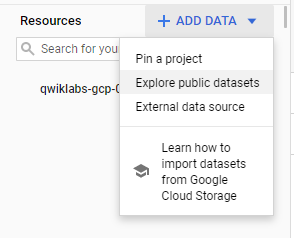 Resources
+ ADD DATA
Search for your
qwiklabs-gcp-0
Pin a project
Explore public datasets
External data source
Learn how to
import datasets
from Google
Cloud Storage